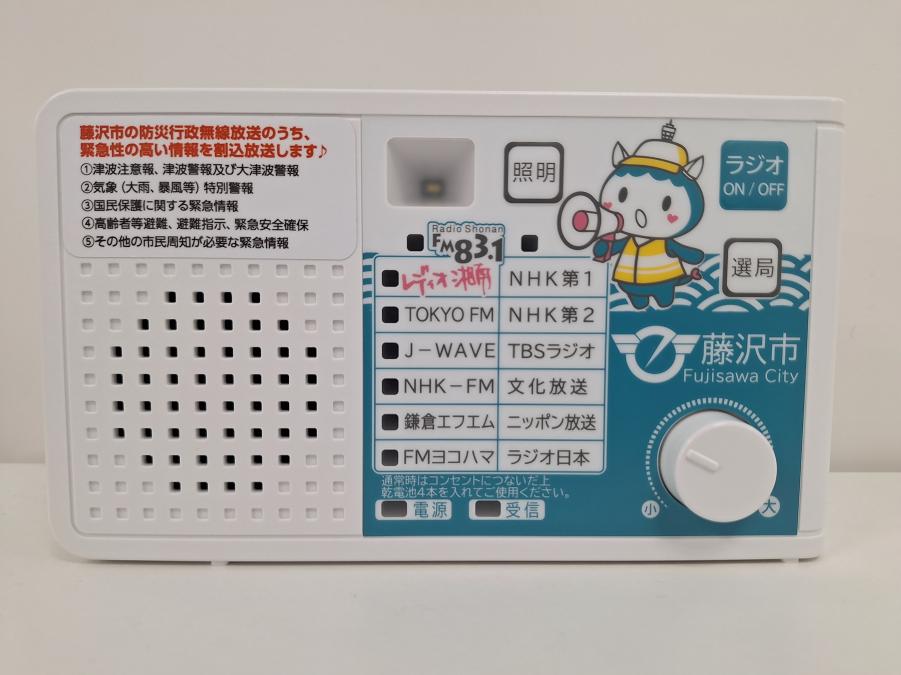 藤沢市の防災行政無線放送のうち、
緊急性の高い情報を割込放送します♪
①津波注意報、津波警報及び大津波警報
②気象（大雨、暴風等）特別警報
③国民保護に関する緊急情報
④高齢者等避難、避難指示、緊急安全確保
⑤その他の市民周知が必要な緊急情報
照明
ラジオ
ON / OFF
選局
Radio Shonan
FM83.1
レディオ湘南 NHK第1
TOKYO FM NHK第2
J－WAVE TBSラジオ
NHK－FM 文化放送
鎌倉エフエム ニッポン放送
FMヨコハマ ラジオ日本
藤沢市
Fujisawa City
通常時はコンセントにつないだ上
乾電池4本を入れてご使用ください。
電源 受信
小 大